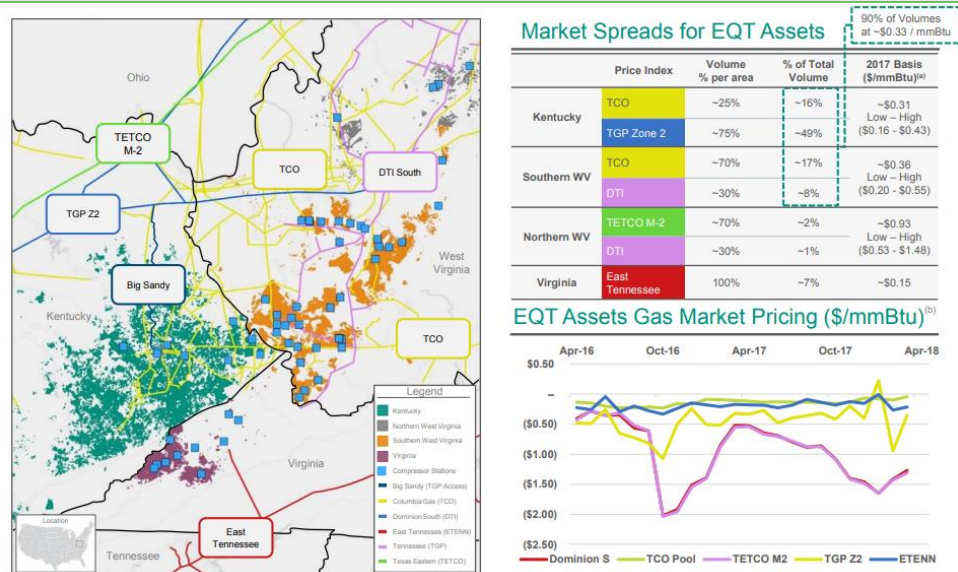 Market Spreads for EQT Assets
90% of Volumes
at ~$0.33 / mmBtu
Price Index
Volume
% per area
% of Total
Volume
2017 Basis
($/mmBtu)(a)
Kentucky
TCO
~25%
~16%
~$0.31
Low – High
($0.16 - $0.43)
TGP Zone 2
~75%
~49%
Southern WV
TCO
~70%
~17%
~$0.36
Low – High
($0.20 - $0.55)
DTI
~30%
~8%
Northern WV
TETCO M-2
~70%
~2%
~$0.93
Low – High
($0.53 - $1.48)
DTI
~30%
~1%
Virginia
East
Tennessee
100%
~7%
~$0.15
EQT Assets Gas Market Pricing ($/mmBtu)(b)
Apr-16
Oct-16
Apr-17
Oct-17
Apr-18
$0.50
–
($0.50)
($1.00)
($1.50)
($2.00)
($2.50)
Dominion S
TCO Pool
TETCO M2
TGP Z2
ETENN
Ohio
TETCO
M-2
TCO
DTI South
TGP Z2
West
Virginia
Big Sandy
Kentucky
TCO
Virginia
East
Tennessee
Tennessee
Location
Legend
Kentucky
Northern West Virginia
Southern West Virginia
Virginia
Compressor Stations
Big Sandy (TGP Access)
Columbia Gas (TCO)
Dominion South (DTI)
East Tennessee (ETENN)
Tennessee (TGP)
Texas Eastern (TETCO)